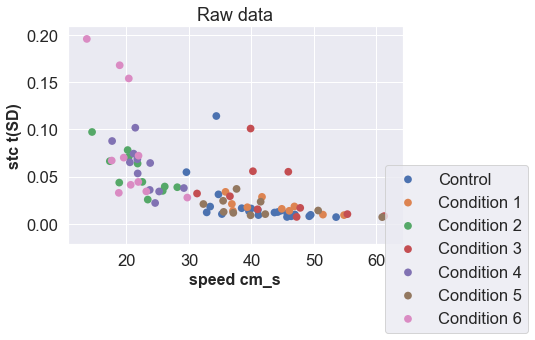 Raw data
stc t(SD)
0.20
0.15
0.10
0.05
0.00
20 30 40 50 60
speed cm_s
Control
Condition 1
Condition 2
Condition 3
Condition 4
Condition 5
Condition 6